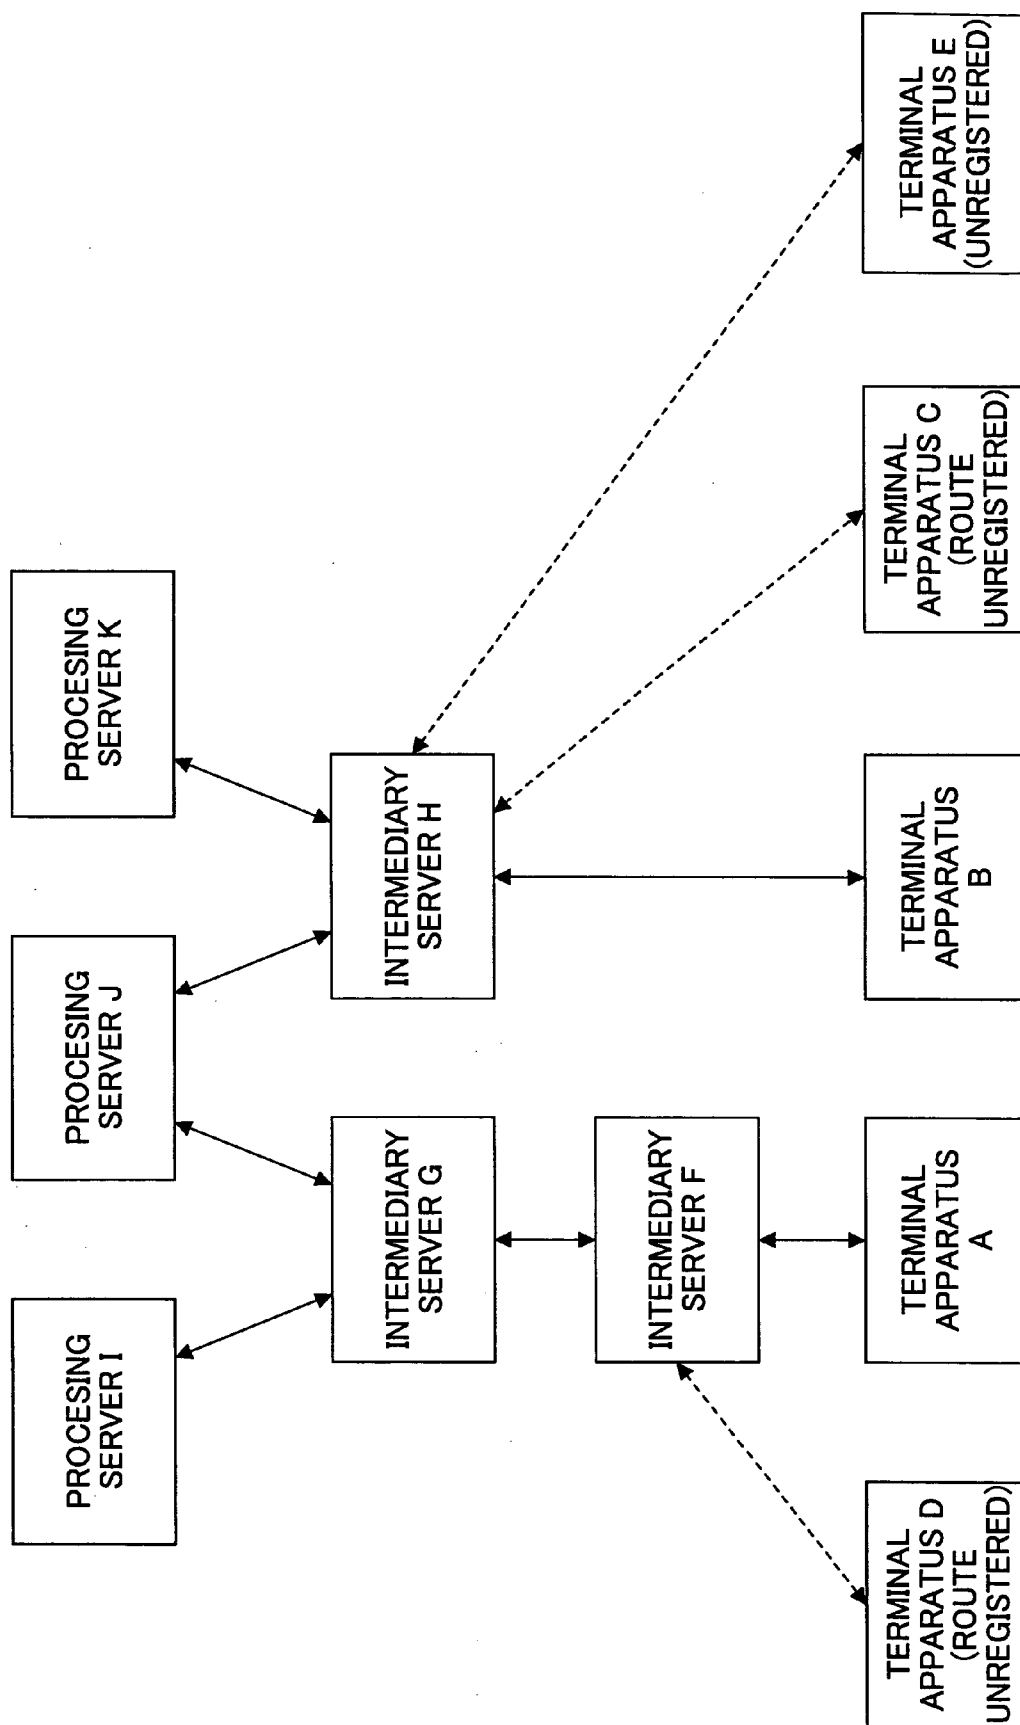 PROCESING
SERVER I
PROCESING
SERVER J
PROCESING
SERVER K
INTERMEDIARY
SERVER G
INTERMEDIARY
SERVER H
INTERMEDIARY
SERVER F
TERMINAL
APPARATUS D
(ROUTE
UNREGISTERED)
TERMINAL
APPARATUS
A
TERMINAL
APPARATUS
B
TERMINAL
APPARATUS C
(ROUTE
UNREGISTERED)
TERMINAL
APPARATUS E
(UNREGISTERED)